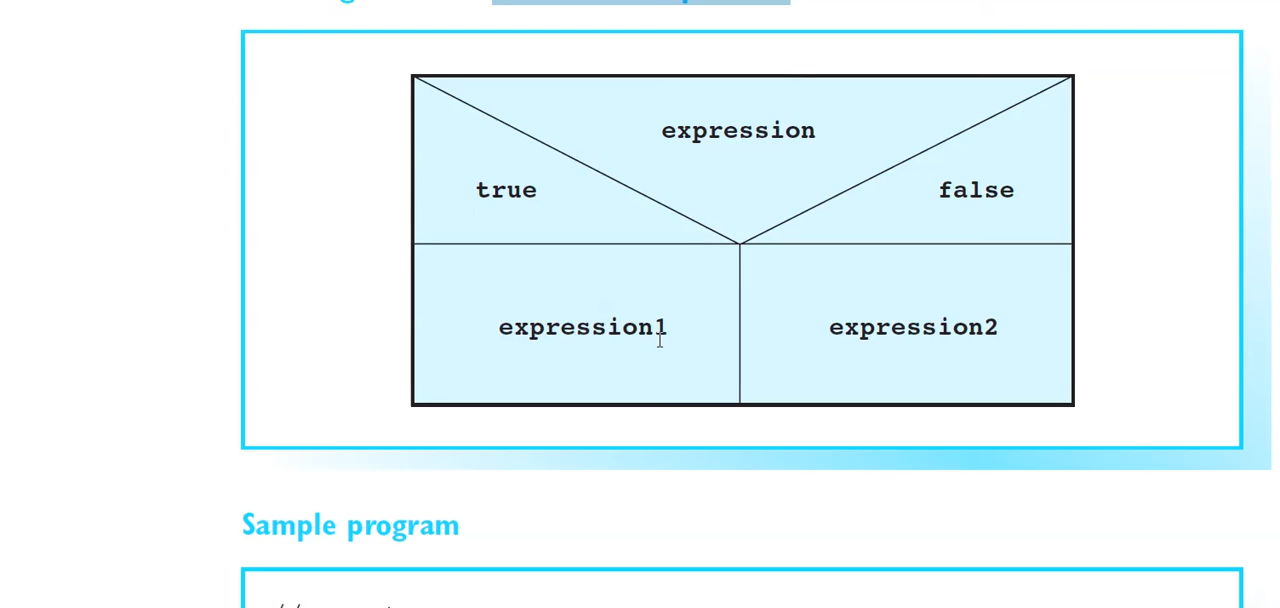 expression
true
false
expression1
expression2
Sample program